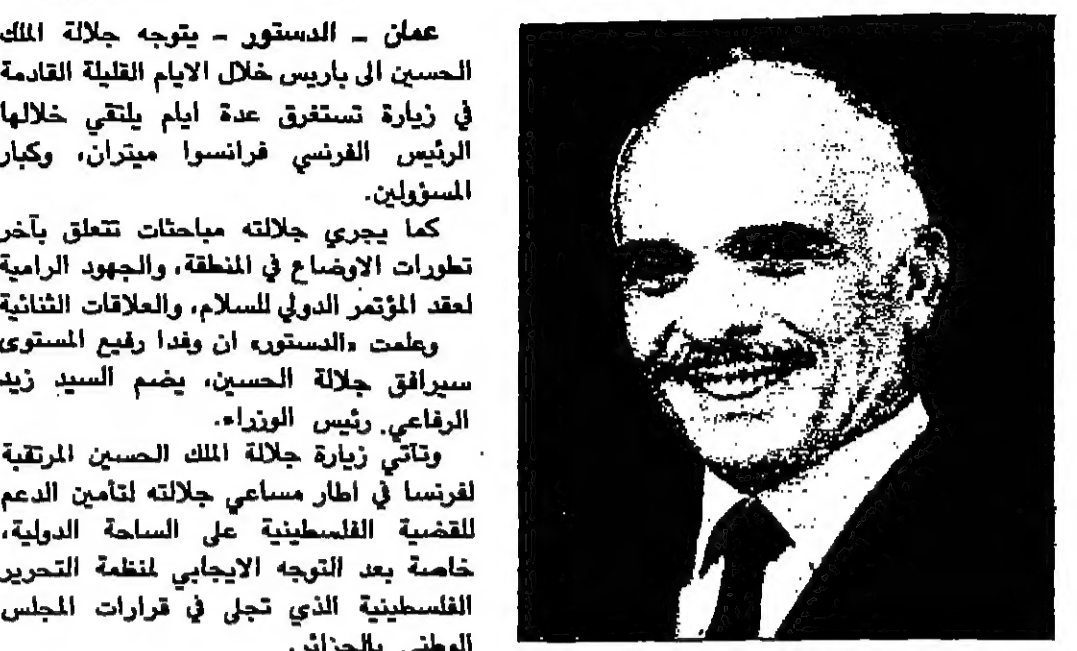 عمان ـ الدستور ـ يتوجه جلالة الملك
الحسين الى باريس خلال الايام القليلة القادمة
في زيارة تستغرق عدة ايام يلتقي خلالها
الرئيس الفرنسي فرانسوا ميتران، وكبار
المسؤولين.
كما يجري جلالته مباحثات تتعلق بآخر
تطورات الاوضاع في المنطقة، والجهود الرامية
لعقد المؤتمر الدولي للسلام، والعلاقات الثنائية
وعلمت «الدستور» ان وفدا رفيع المستوى
سيرافق جلالة الحسين، يضم السيد زيد
الرفاعي رئيس الوزراء.
وتأتي زيارة جلالة الملك الحسين المرتقبة
لفرنسا في اطار مساعي جلالته لتأمين الدعم
للقضية الفلسطينية على الساحة الدولية،
خاصة بعد التوجه الايجابي لمنظمة التحرير
الفلسطينية الذي تجلى في قرارات المجلس
الوطني بالجزائر.